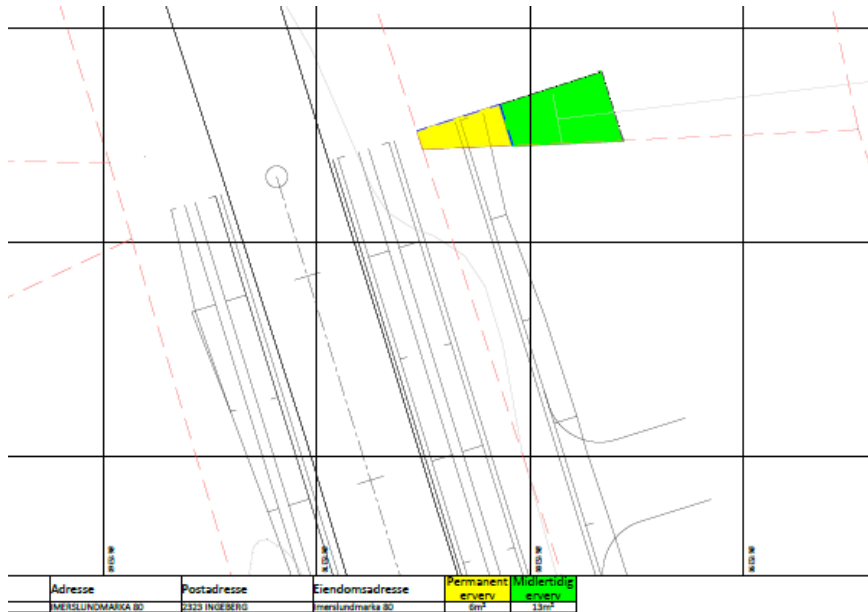 Adresse Postadresse Eiendomsadresse Permanent erverv Midlertidig erverv
IMERSLUNDMARKA 80 2323 INGEBERG Imerslundmarka 80 6m² 13m²